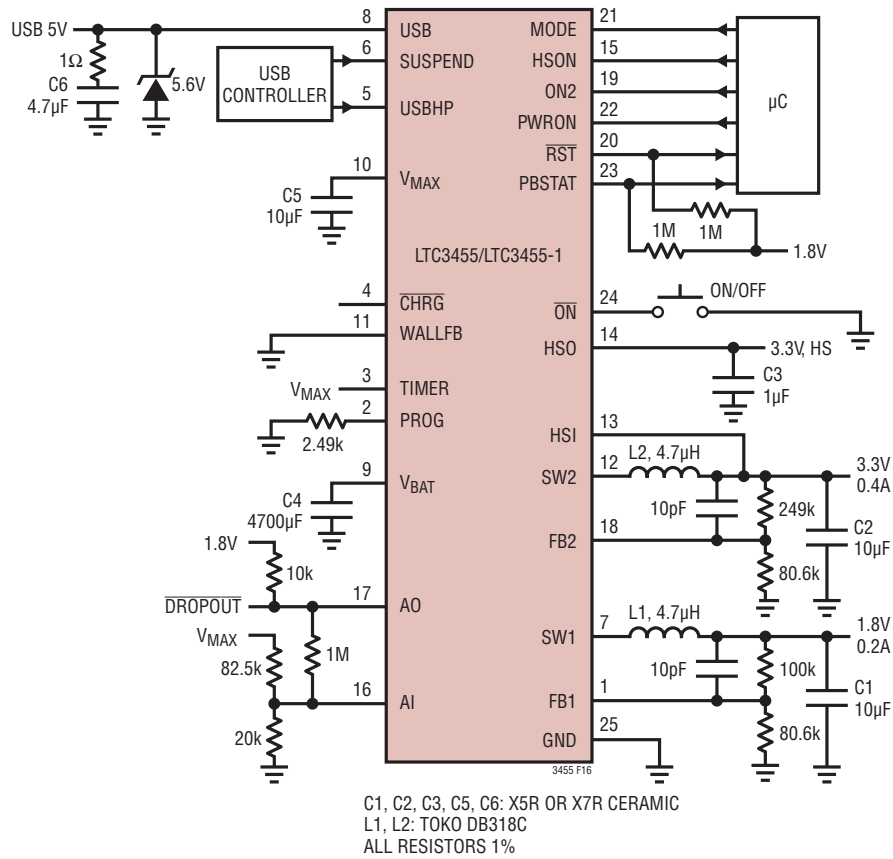 USB 5V
1Ω
C6
4.7µF
5.6V
USB
CONTROLLER
8
USB
6
SUSPEND
5
USBHP
10
VMAX
C5
10µF
LTC3455/LTC3455-1
4
CHRG
11
WALLFB
VMAX
3
TIMER
2
PROG
2.49k
9
VBAT
C4
4700µF
1.8V
10k
DROPOUT
17
AO
VMAX
82.5k
1M
16
AI
20k
21
MODE
15
HSON
19
ON2
22
PWRON
20
RST
23
PBSTAT
µC
1M
1M
1.8V
24
ON
ON/OFF
14
HSO
3.3V, HS
C3
1µF
13
HSI
12
SW2
L2, 4.7µH
3.3V
0.4A
10pF
249k
C2
10µF
18
FB2
80.6k
7
SW1
L1, 4.7µH
1.8V
0.2A
10pF
100k
C1
10µF
1
FB1
80.6k
25
GND
3455 F16
C1, C2, C3, C5, C6: X5R OR X7R CERAMIC
L1, L2: TOKO DB318C
ALL RESISTORS 1%